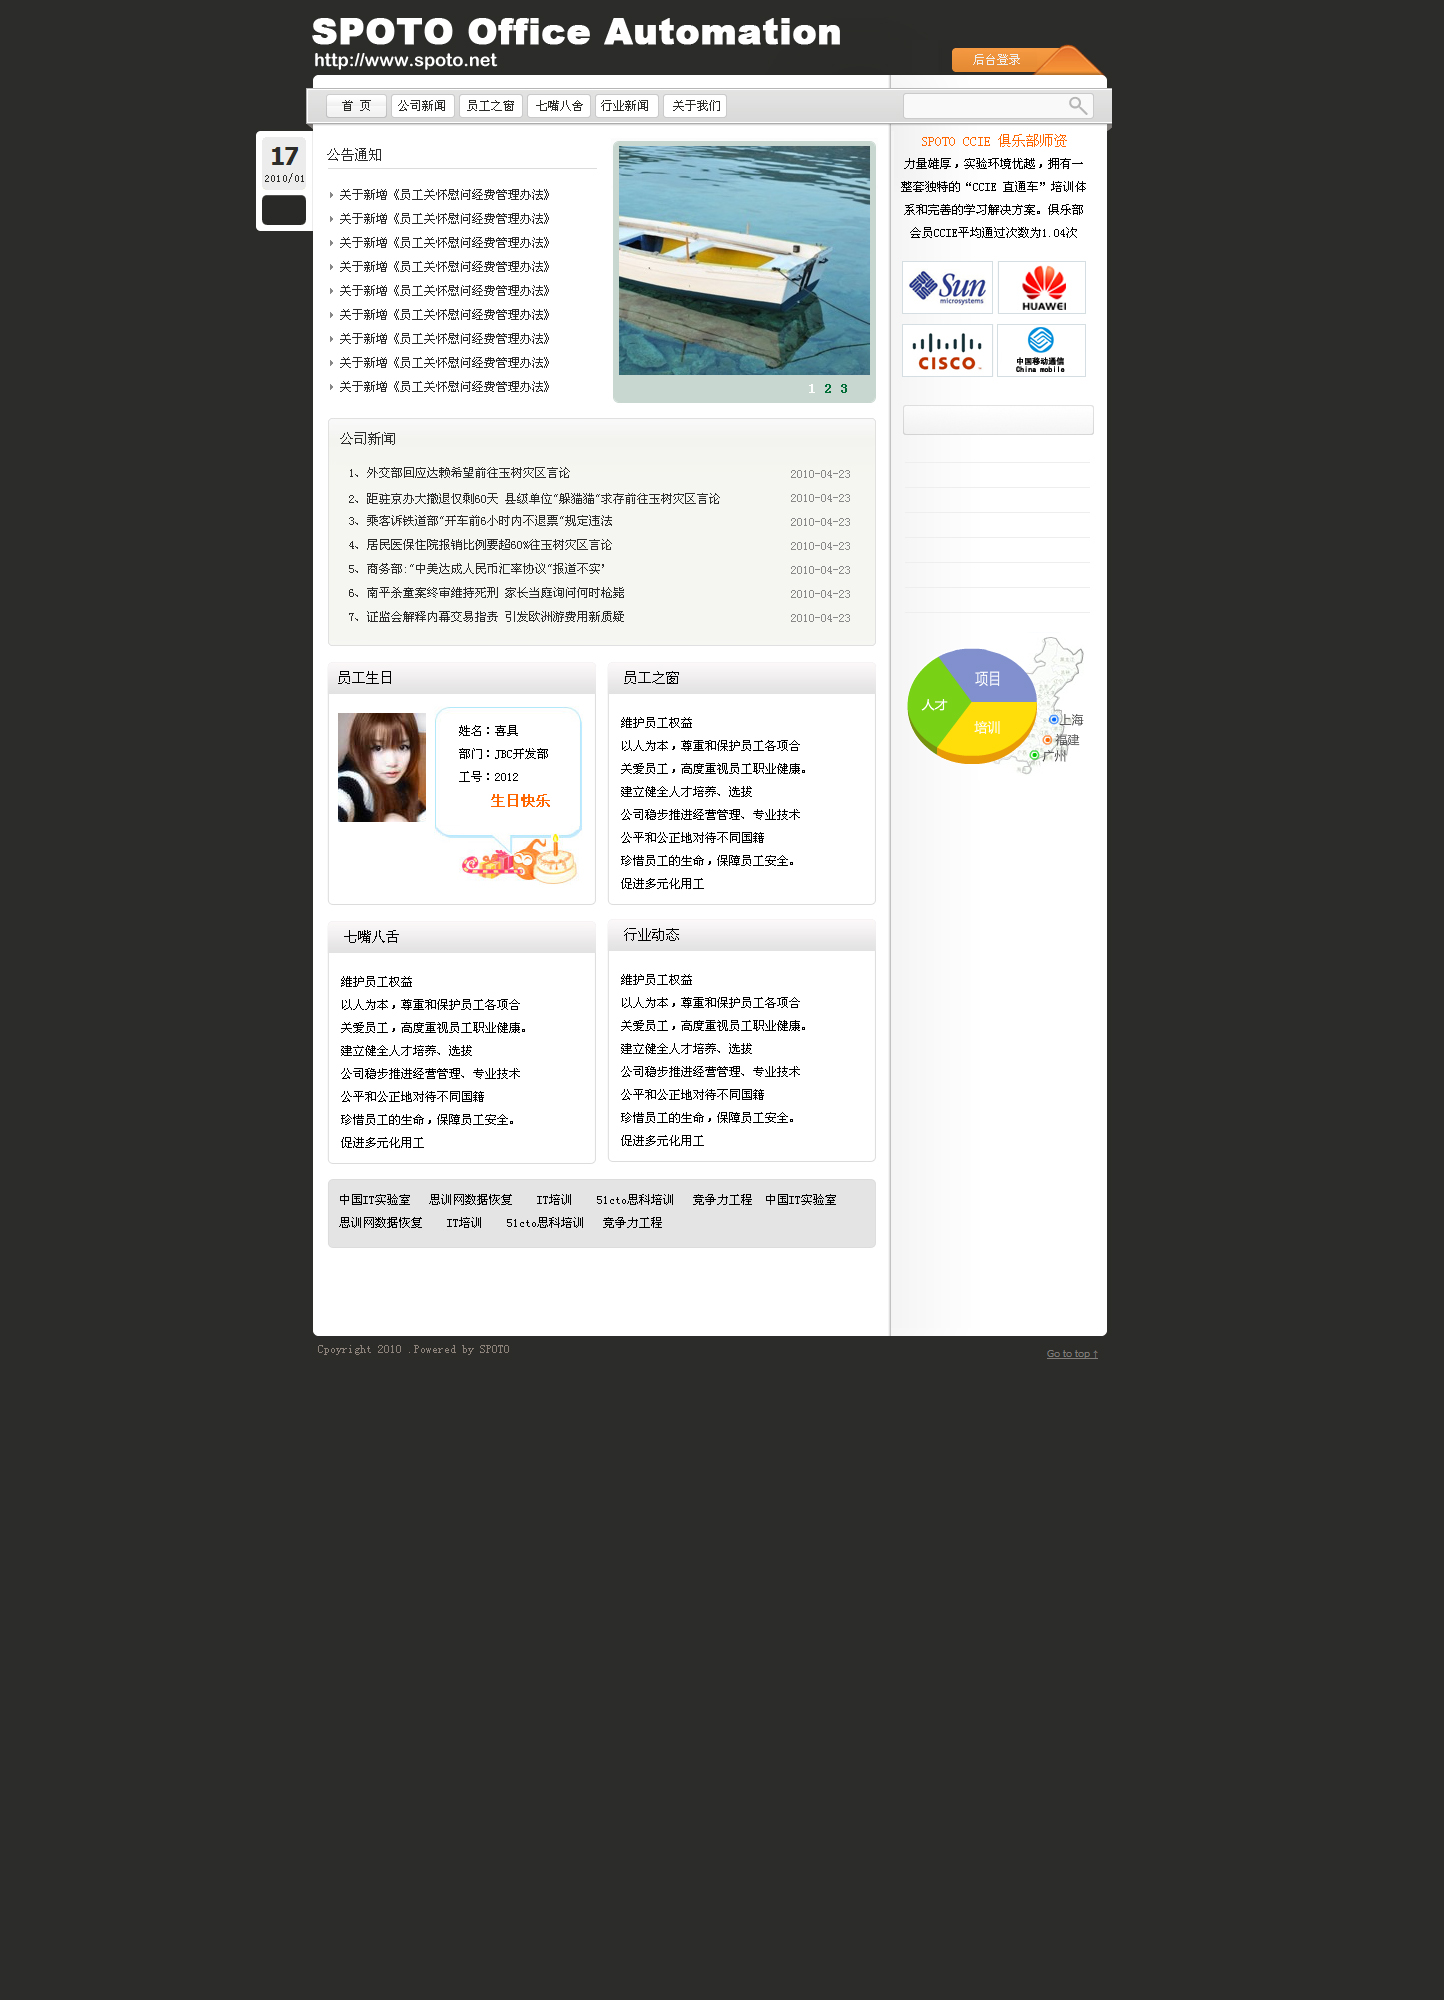 SPOTO Office Automation
http://www.spoto.net
后台登录
首 页
公司新闻
员工之窗
七嘴八舍
行业新闻
关于我们
17
2010/01
公告通知
关于新增《员工关怀慰问经费管理办法》
关于新增《员工关怀慰问经费管理办法》
关于新增《员工关怀慰问经费管理办法》
关于新增《员工关怀慰问经费管理办法》
关于新增《员工关怀慰问经费管理办法》
关于新增《员工关怀慰问经费管理办法》
关于新增《员工关怀慰问经费管理办法》
关于新增《员工关怀慰问经费管理办法》
关于新增《员工关怀慰问经费管理办法》
1 2 3
SPOTO CCIE 俱乐部师资
力量雄厚，实验环境优越，拥有一
整套独特的“CCIE 直通车”培训体
系和完善的学习解决方案。俱乐部
会员CCIE平均通过次数为1.04次
Sun
microsystems
HUAWEI
CISCO
中国移动通信
China mobile
公司新闻
1、外交部回应达赖希望前往玉树灾区言论 2010-04-23
2、距驻京办大撤退仅剩60天 县级单位“躲猫猫”求存前往玉树灾区言论 2010-04-23
3、乘客诉铁道部“开车前6小时内不退票”规定违法 2010-04-23
4、居民医保住院报销比例要超60%往玉树灾区言论 2010-04-23
5、商务部:“中美达成人民币汇率协议”报道不实’ 2010-04-23
6、南平杀童案终审维持死刑 家长当庭询问何时枪毙 2010-04-23
7、证监会解释内幕交易指责 引发欧洲游费用新质疑 2010-04-23
项目
人才
培训
上海
福建
广州
员工生日
姓名：喜具
部门：JBC开发部
工号：2012
生日快乐
员工之窗
维护员工权益
以人为本，尊重和保护员工各项合
关爱员工，高度重视员工职业健康。
建立健全人才培养、选拔
公司稳步推进经营管理、专业技术
公平和公正地对待不同国籍
珍惜员工的生命，保障员工安全。
促进多元化用工
七嘴八舌
维护员工权益
以人为本，尊重和保护员工各项合
关爱员工，高度重视员工职业健康。
建立健全人才培养、选拔
公司稳步推进经营管理、专业技术
公平和公正地对待不同国籍
珍惜员工的生命，保障员工安全。
促进多元化用工
行业动态
维护员工权益
以人为本，尊重和保护员工各项合
关爱员工，高度重视员工职业健康。
建立健全人才培养、选拔
公司稳步推进经营管理、专业技术
公平和公正地对待不同国籍
珍惜员工的生命，保障员工安全。
促进多元化用工
中国IT实验室 思训网数据恢复 IT培训 51cto思科培训 竞争力工程 中国IT实验室
思训网数据恢复 IT培训 51cto思科培训 竞争力工程
Cpoyright 2010 .Powered by SPOTO
Go to top ↑